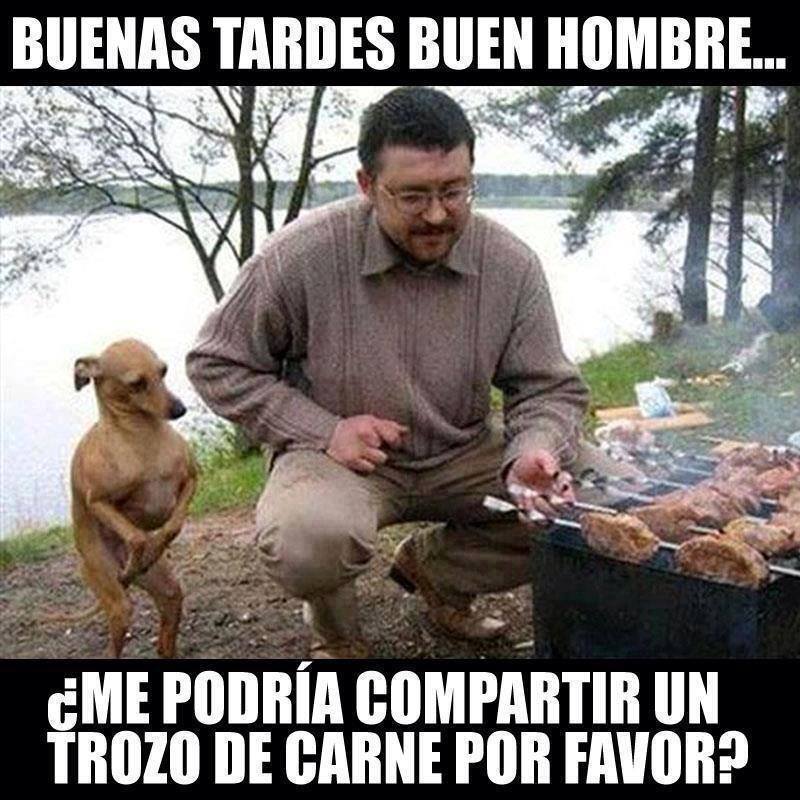 BUENAS TARDES BUEN HOMBRE...
¿ME PODRÍA COMPARTIR UN
TROZO DE CARNE POR FAVOR?